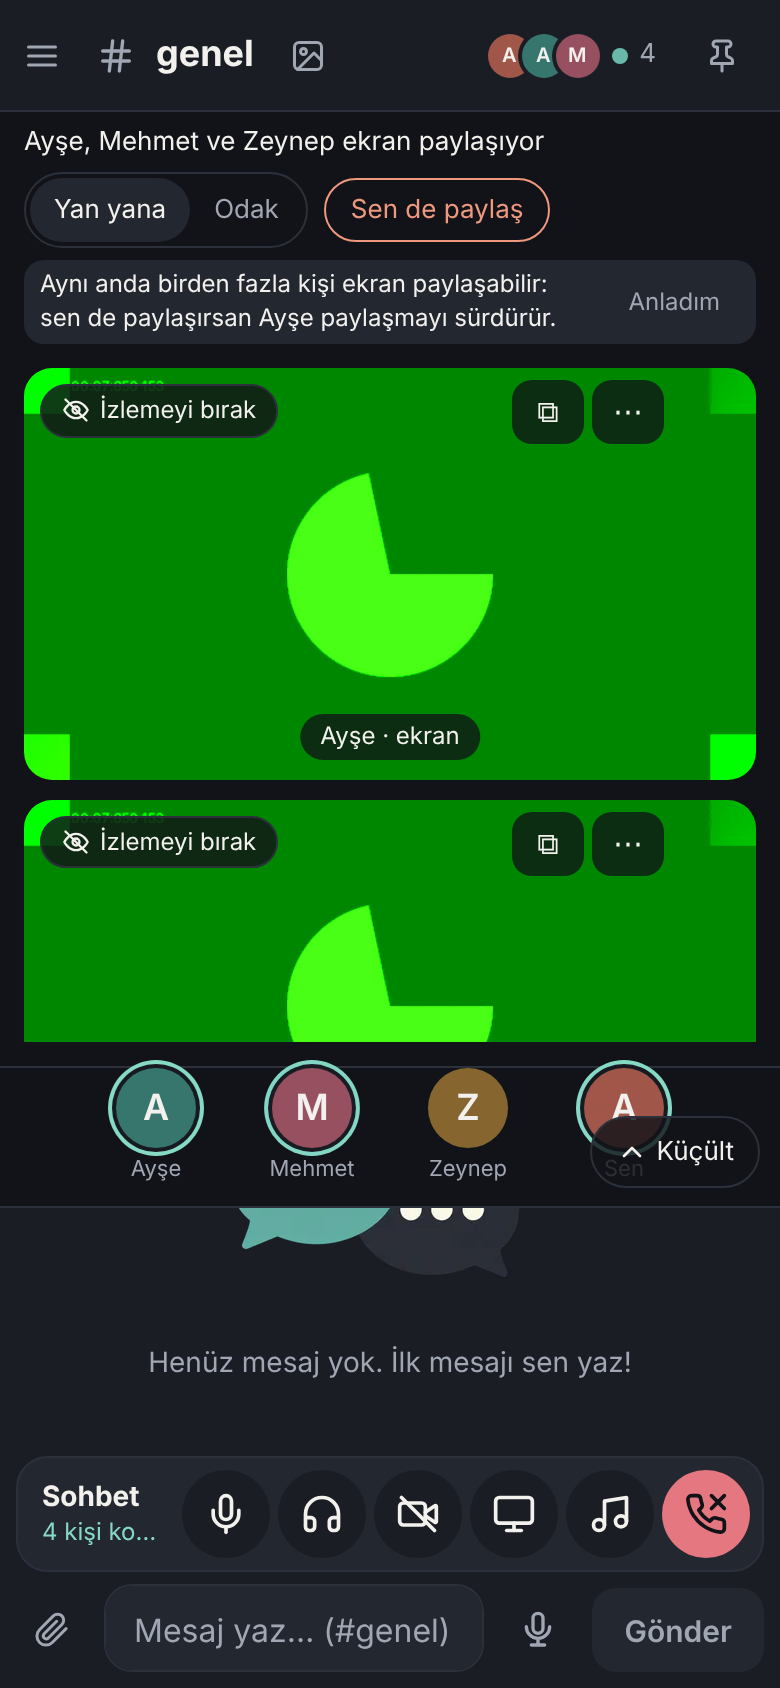 # genel
A A M 4
Ayşe, Mehmet ve Zeynep ekran paylaşıyor
Yan yana Odak Sen de paylaş
Aynı anda birden fazla kişi ekran paylaşabilir:
sen de paylaşırsan Ayşe paylaşmayı sürdürür.
Anladım
İzlemeyi bırak
Ayşe · ekran
İzlemeyi bırak
A M Z A
Ayşe Mehmet Zeynep Sen
Küçült
Henüz mesaj yok. İlk mesajı sen yaz!
Sohbet
4 kişi ko...
Mesaj yaz... (#genel)
Gönder